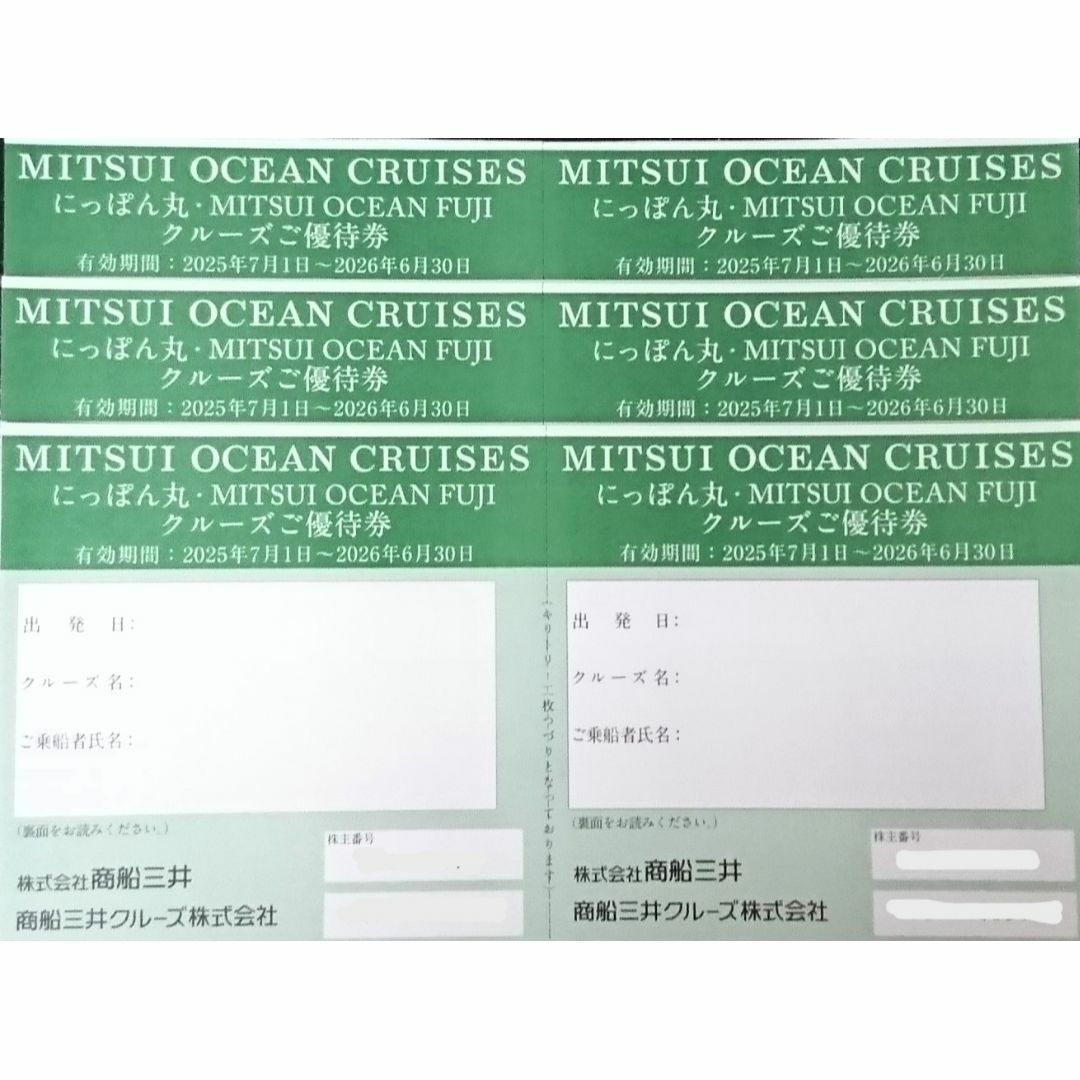 MITSUI OCEAN CRUISES
にっぽん丸・MITSUI OCEAN FUJI
クルーズご優待券
有効期間：2025年7月1日～2026年6月30日
MITSUI OCEAN CRUISES
にっぽん丸・MITSUI OCEAN FUJI
クルーズご優待券
有効期間：2025年7月1日～2026年6月30日
MITSUI OCEAN CRUISES
にっぽん丸・MITSUI OCEAN FUJI
クルーズご優待券
有効期間：2025年7月1日～2026年6月30日
MITSUI OCEAN CRUISES
にっぽん丸・MITSUI OCEAN FUJI
クルーズご優待券
有効期間：2025年7月1日～2026年6月30日
MITSUI OCEAN CRUISES
にっぽん丸・MITSUI OCEAN FUJI
クルーズご優待券
有効期間：2025年7月1日～2026年6月30日
出発日：
クルーズ名：
ご乗船者氏名：
（裏面をお読みください。）
株主番号
株式会社商船三井
商船三井クルーズ株式会社
（キリトリ・二枚つづりとなっております）
MITSUI OCEAN CRUISES
にっぽん丸・MITSUI OCEAN FUJI
クルーズご優待券
有効期間：2025年7月1日～2026年6月30日
出発日：
クルーズ名：
ご乗船者氏名：
（裏面をお読みください。）
株主番号
株式会社商船三井
商船三井クルーズ株式会社